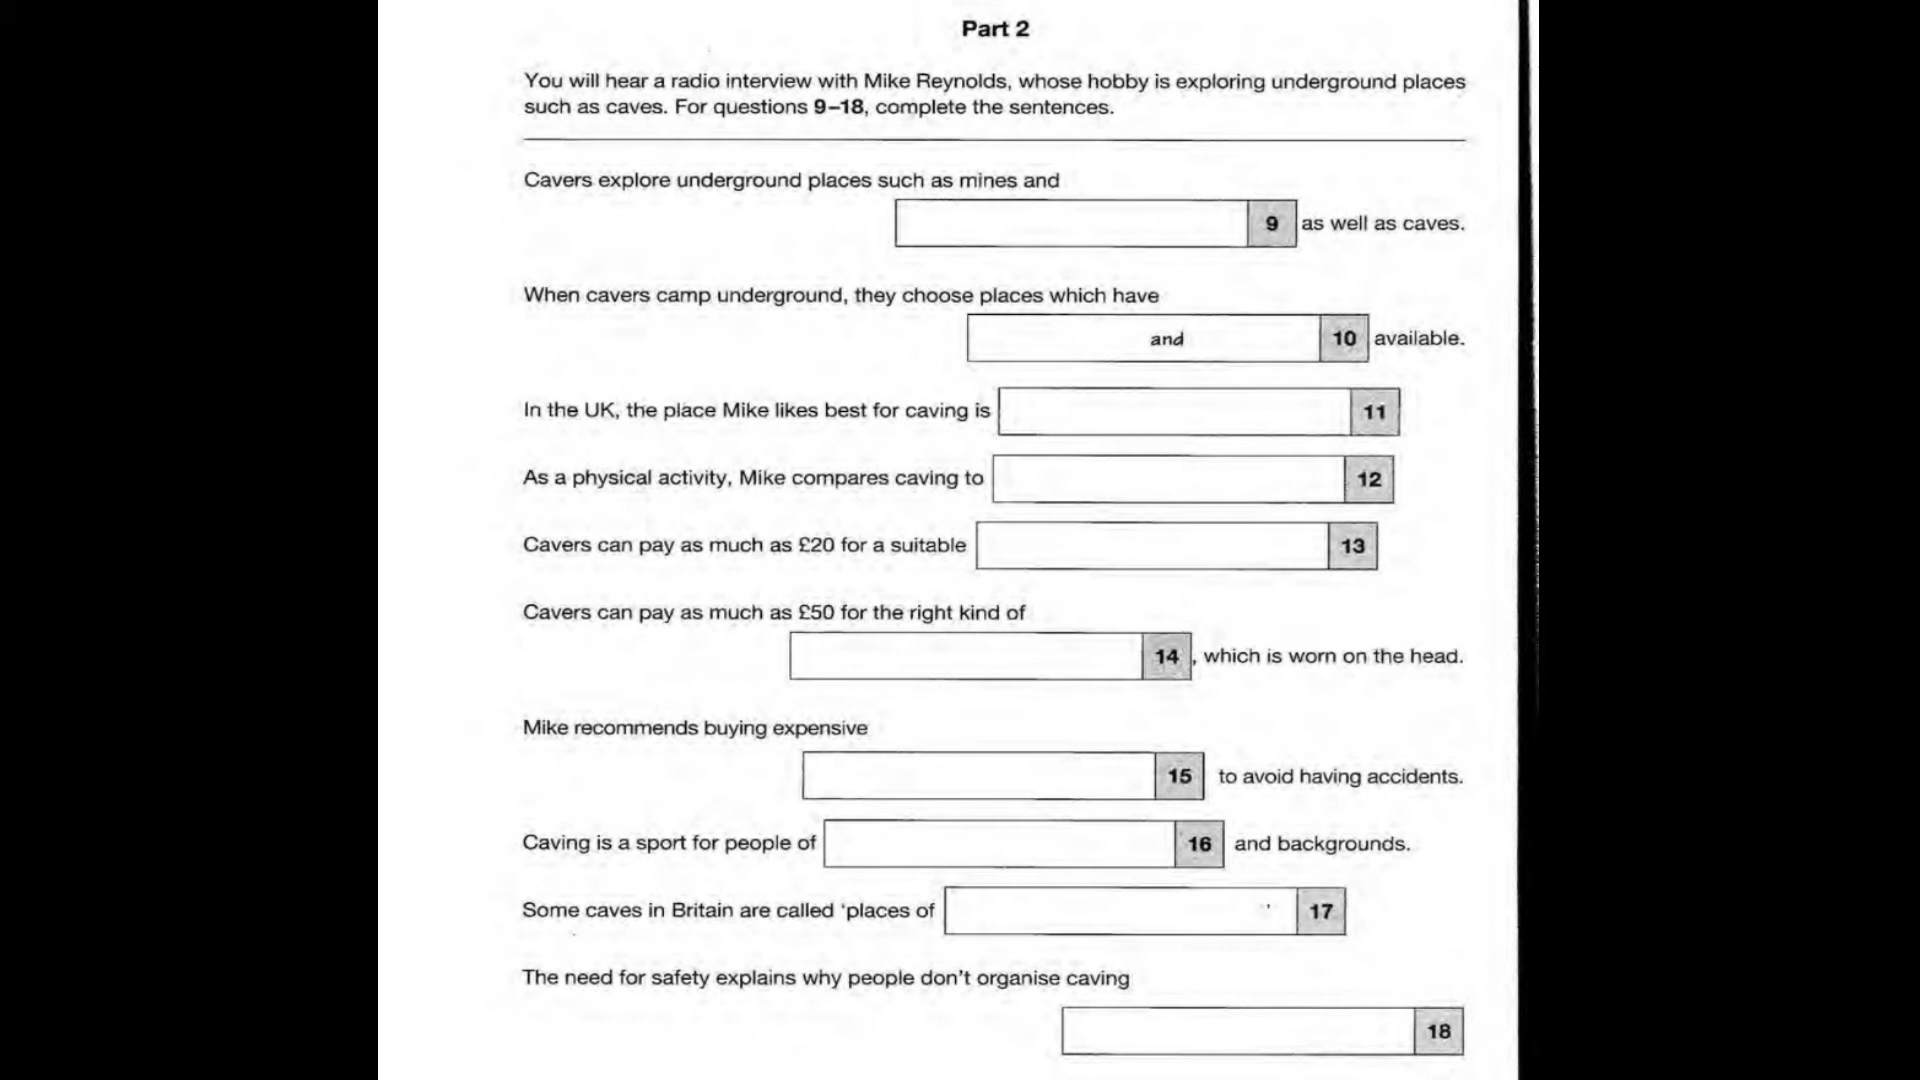 Part 2
You will hear a radio interview with Mike Reynolds, whose hobby is exploring underground places
such as caves. For questions 9–18, complete the sentences.
Cavers explore underground places such as mines and
9 as well as caves.
When cavers camp underground, they choose places which have
and 10 available.
In the UK, the place Mike likes best for caving is 11
As a physical activity, Mike compares caving to 12
Cavers can pay as much as £20 for a suitable 13
Cavers can pay as much as £50 for the right kind of
14 , which is worn on the head.
Mike recommends buying expensive
15 to avoid having accidents.
Caving is a sport for people of 16 and backgrounds.
Some caves in Britain are called 'places of ' 17
The need for safety explains why people don't organise caving
18